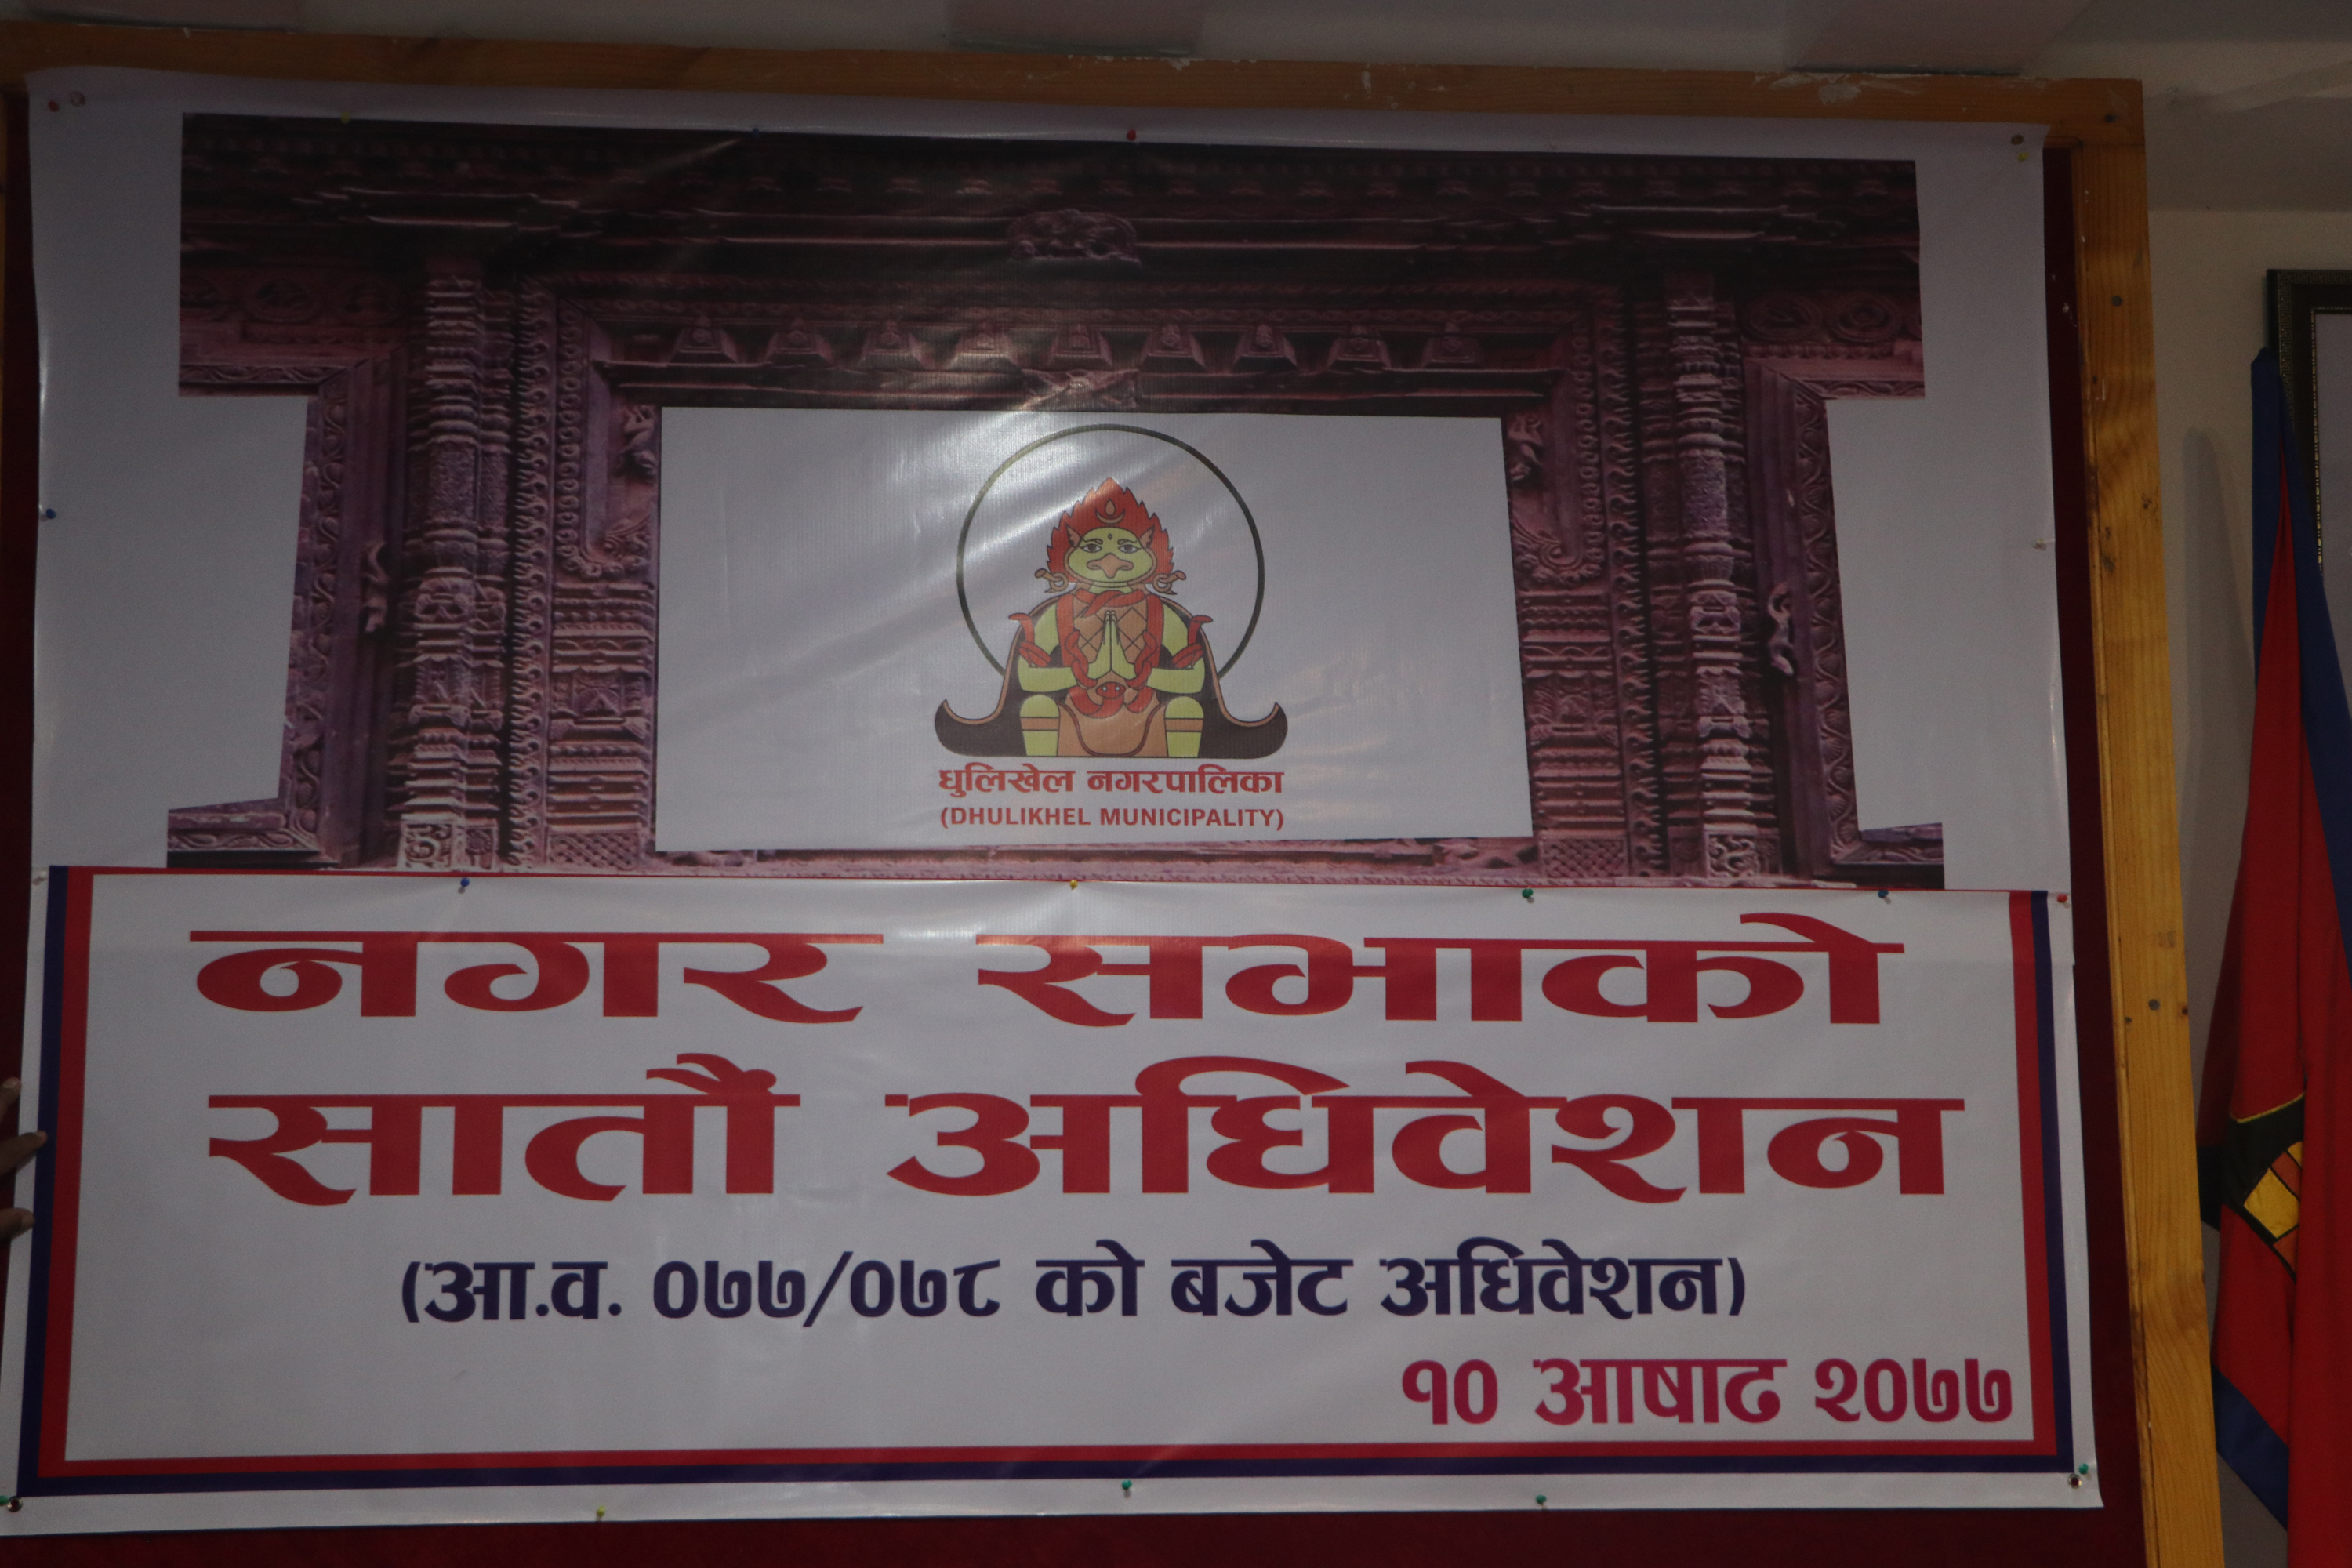 धुलिखेल नगरपालिका
(DHULIKHEL MUNICIPALITY)
नगर सभाको
सातौं अधिवेशन
(आ.व. ०७७/०७८ को बजेट अधिवेशन)
१० आषाढ २०७७